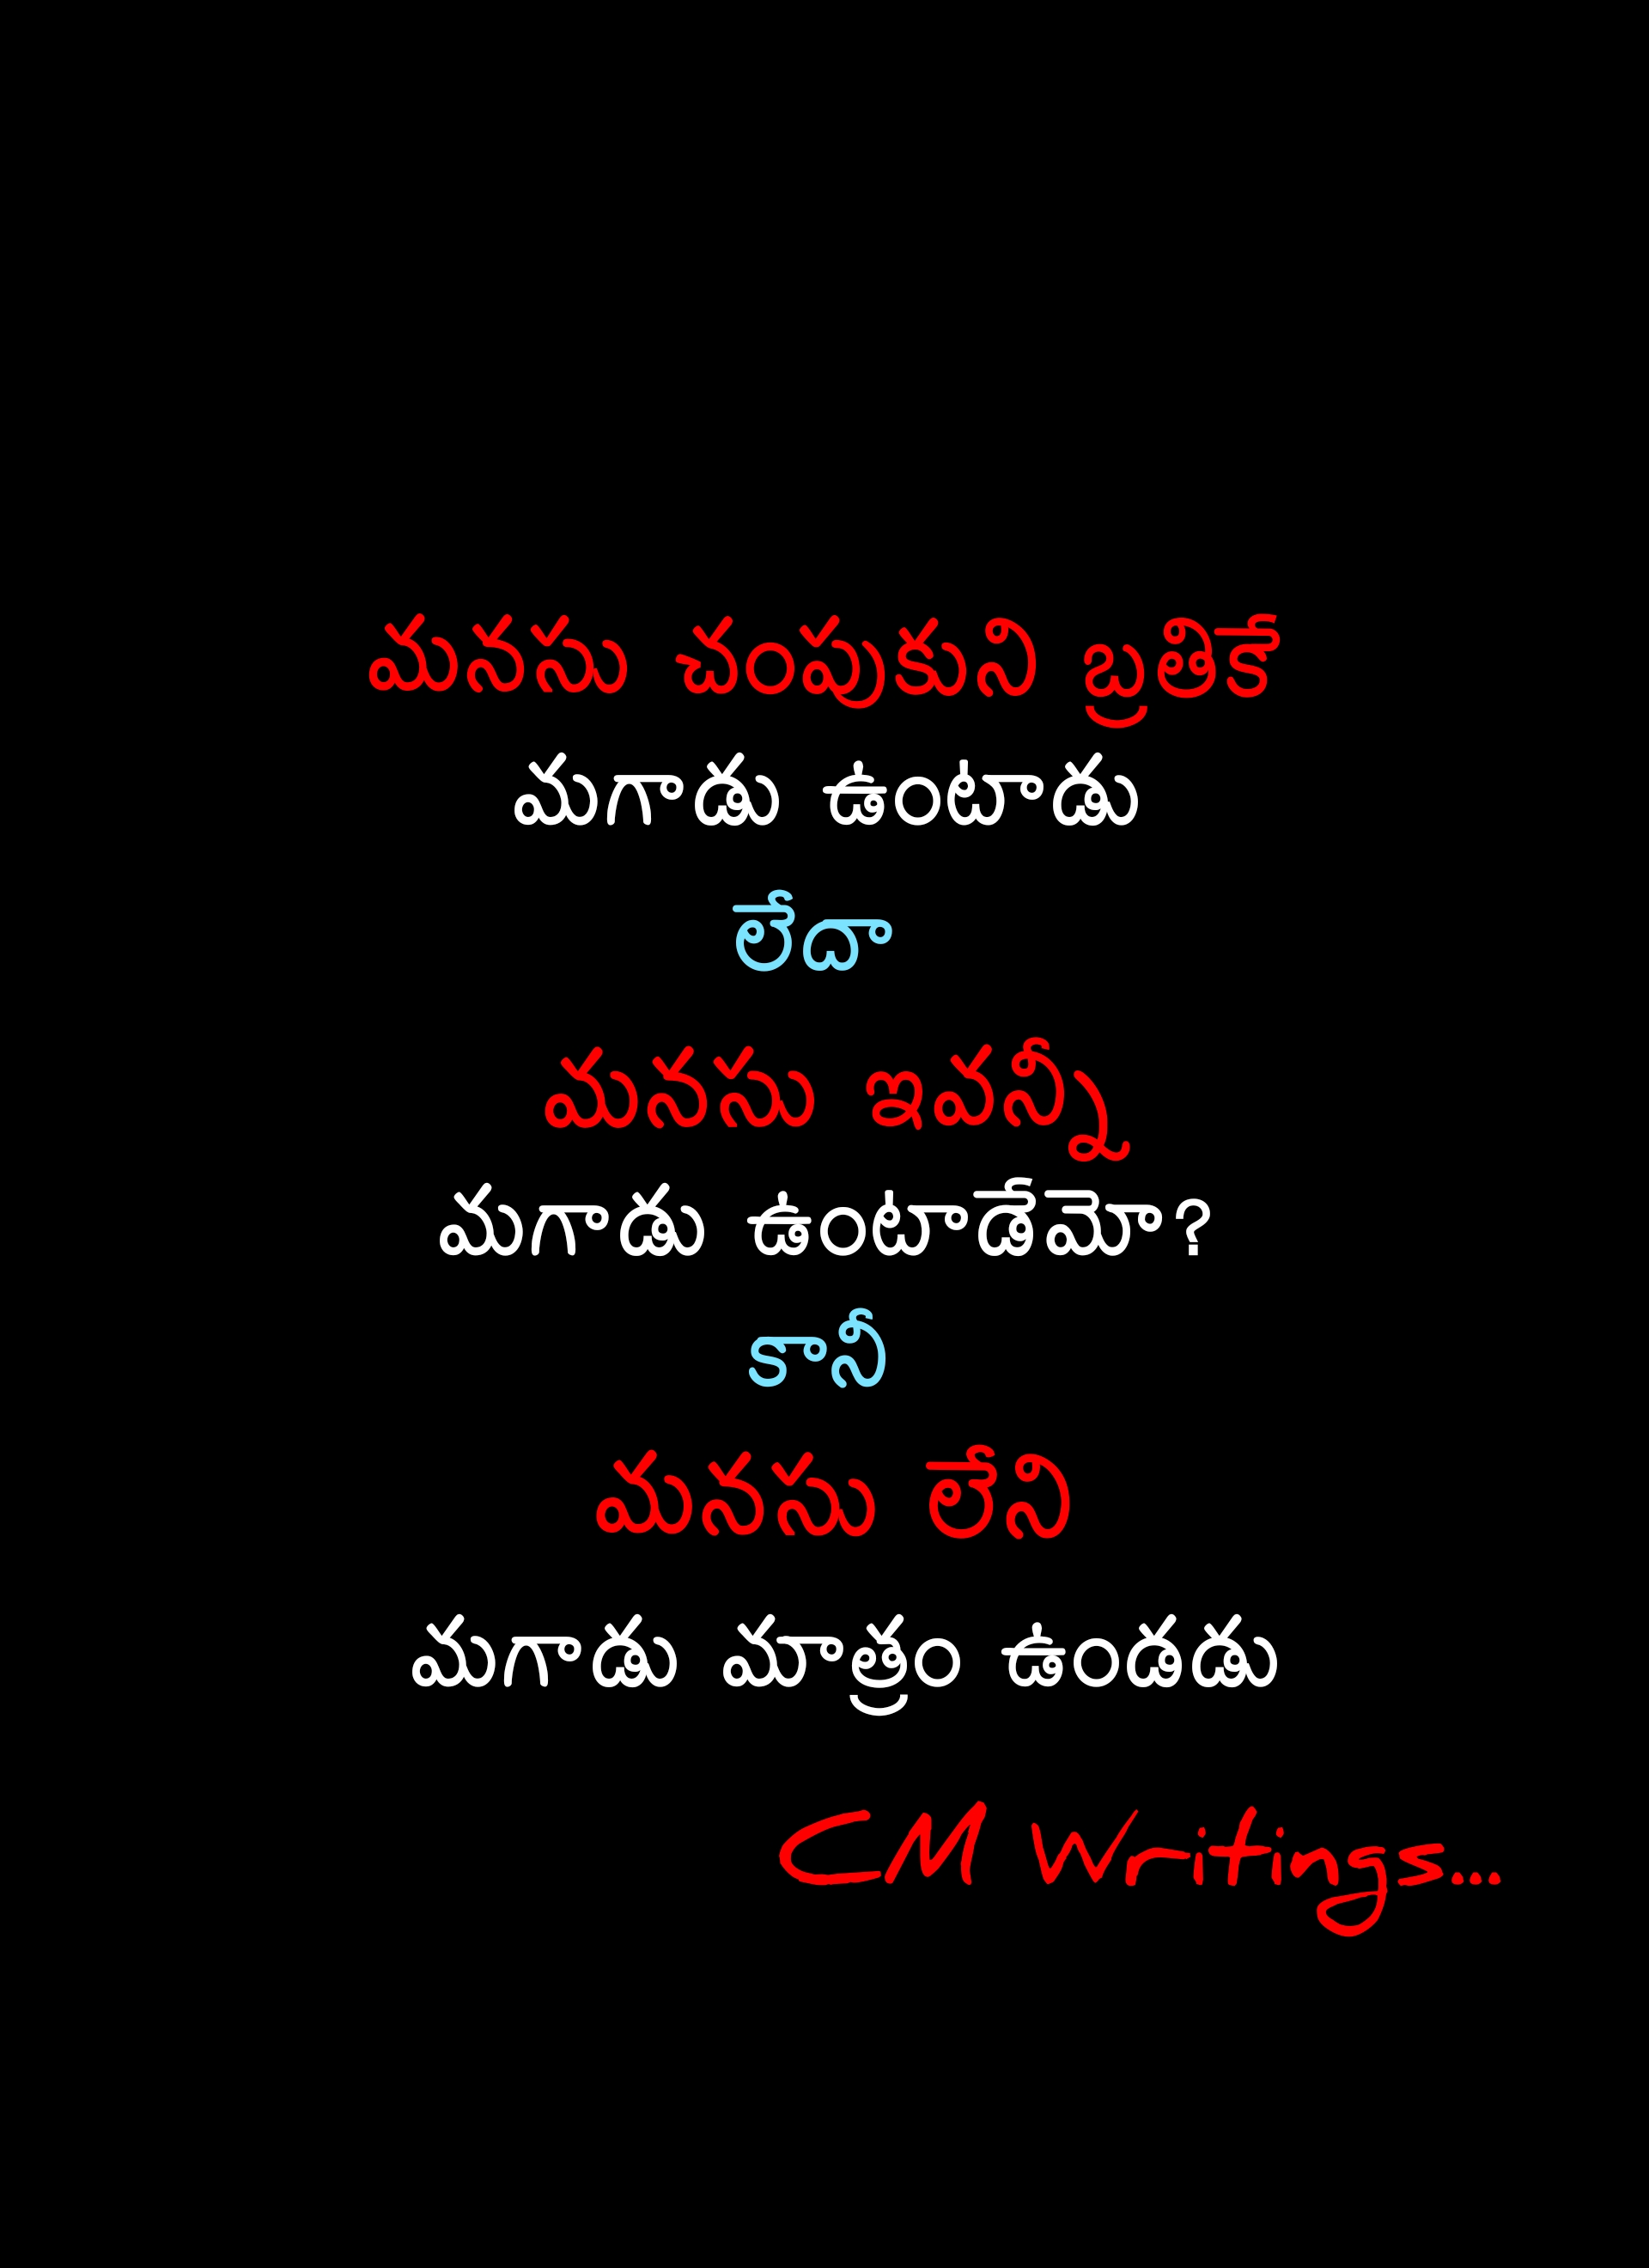 మనసు చంపుకుని బ్రతికే
మగాడు ఉంటాడు
లేదా
మనసు ఇవన్నీ
మగాడు ఉంటాడేమో?
కానీ
మనసు లేని
మగాడు మాత్రం ఉండడు
CM Writings...